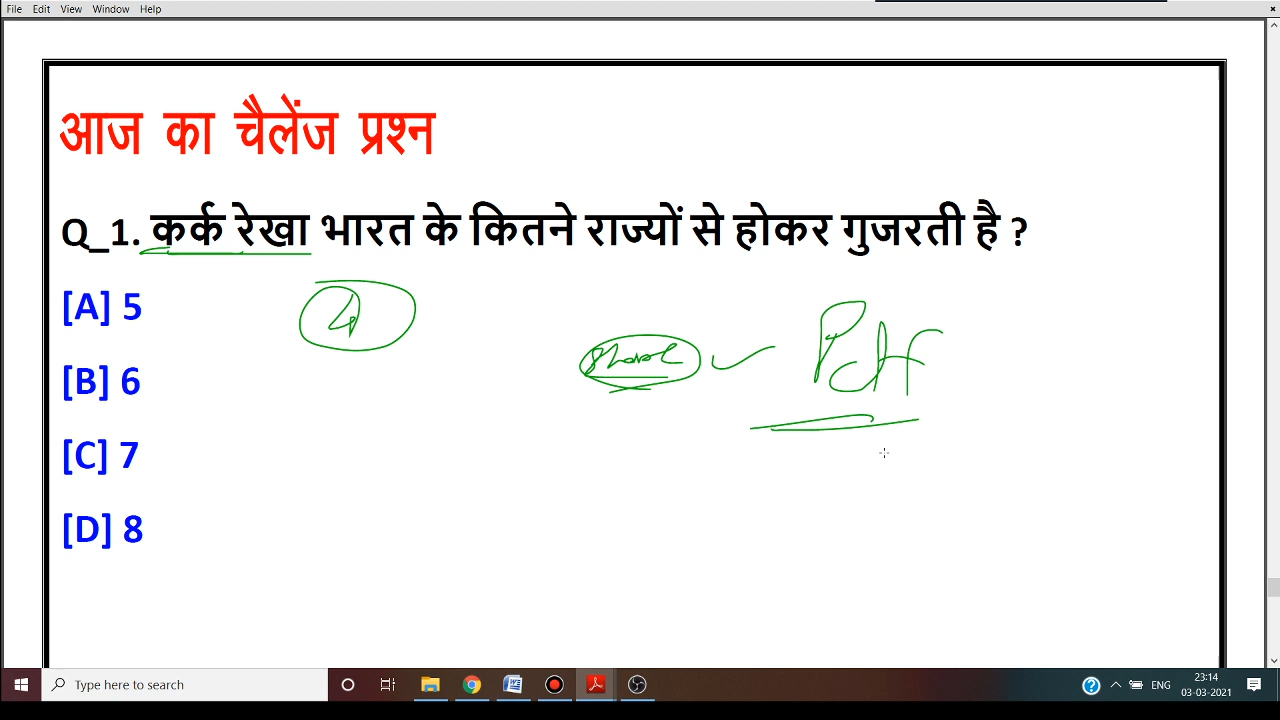 File Edit View Window Help
आज का चैलेंज प्रश्न
Q_1. कर्क रेखा भारत के कितने राज्यों से होकर गुजरती है ?
[A] 5
[B] 6
[C] 7
[D] 8
Pdf
Type here to search
ENG
23:14
03-03-2021